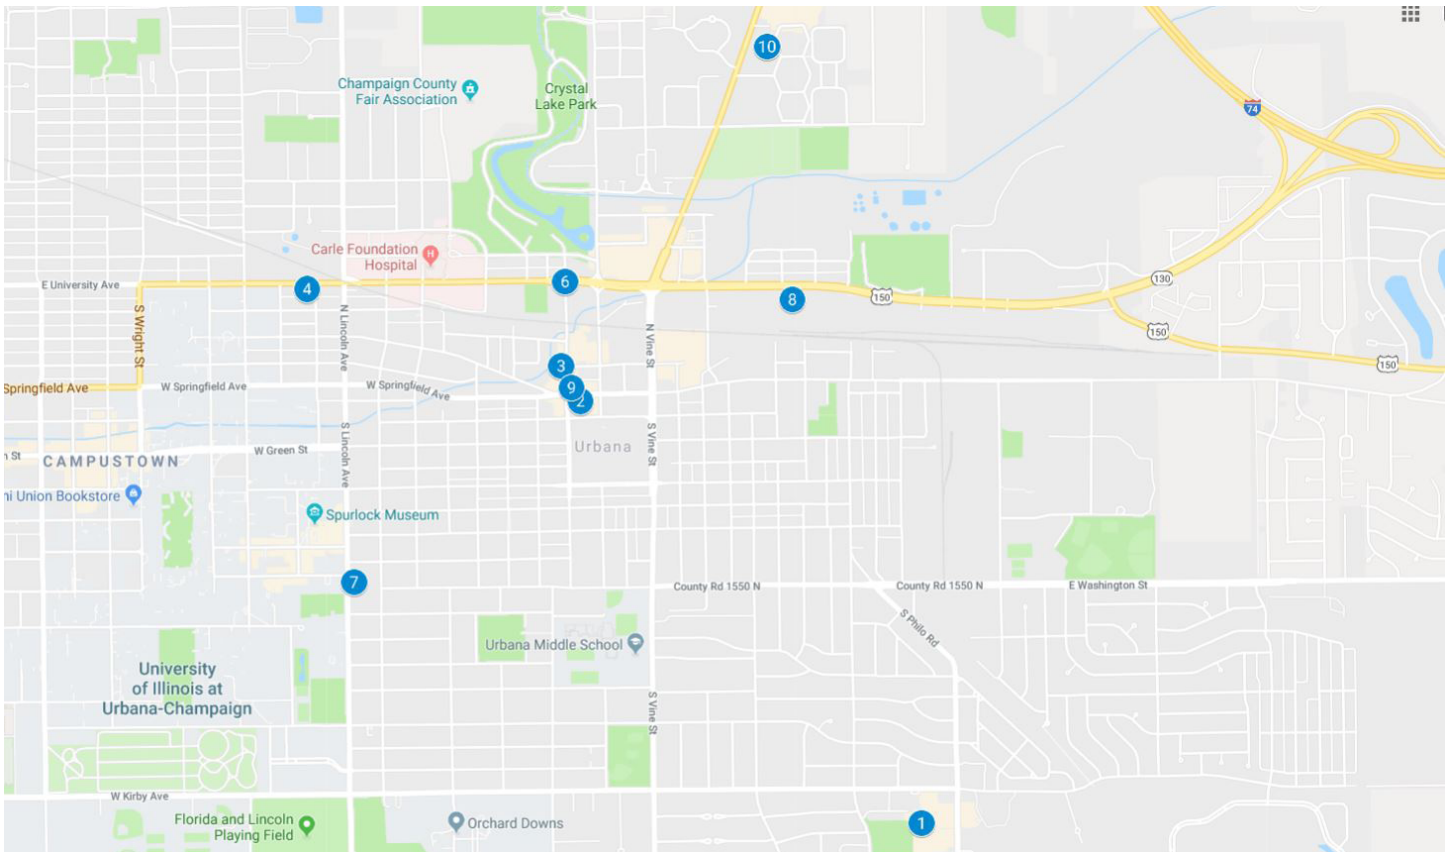 10
Champaign County
Fair Association
Crystal
Lake Park
74
Carle Foundation
Hospital
H
E University Ave
4
6
8
150
130
150
150
S Wright St
N Lincoln Ave
N Vine St
3
9
2
Springfield Ave
W Springfield Ave
W Springfield Ave
S Lincoln Ave
S Vine St
Urbana
W Green St
n St
CAMPUSTOWN
ni Union Bookstore
Spurlock Museum
7
County Rd 1550 N
County Rd 1550 N
E Washington St
S Philo Rd
Urbana Middle School
University
of Illinois at
Urbana-Champaign
S Vine St
W Kirby Ave
Florida and Lincoln
Playing Field
Orchard Downs
1